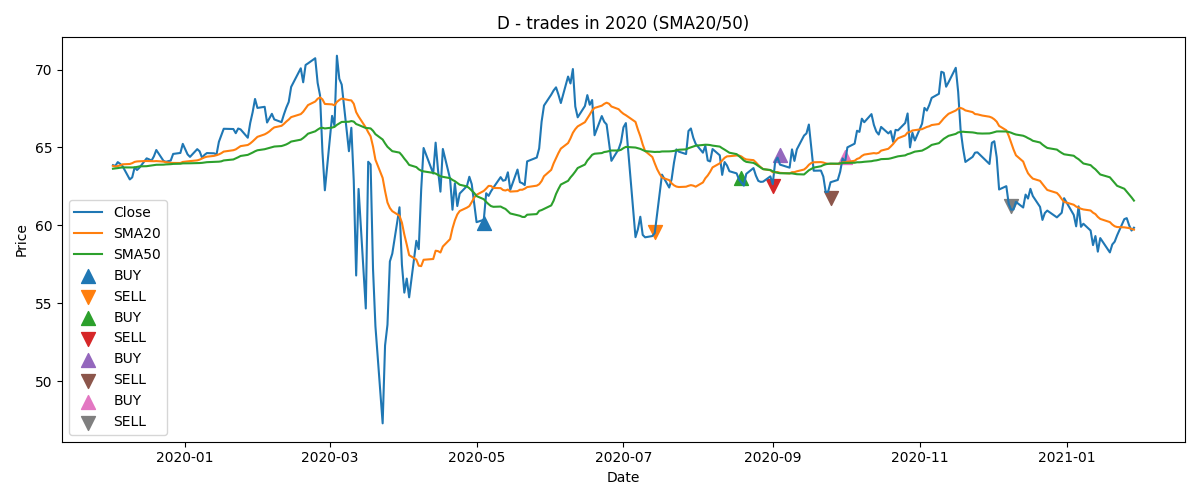 D - trades in 2020 (SMA20/50)
Price
70
65
60
55
50
Close
SMA20
SMA50
BUY
SELL
BUY
SELL
BUY
SELL
BUY
SELL
2020-01
2020-03
2020-05
2020-07
2020-09
2020-11
2021-01
Date